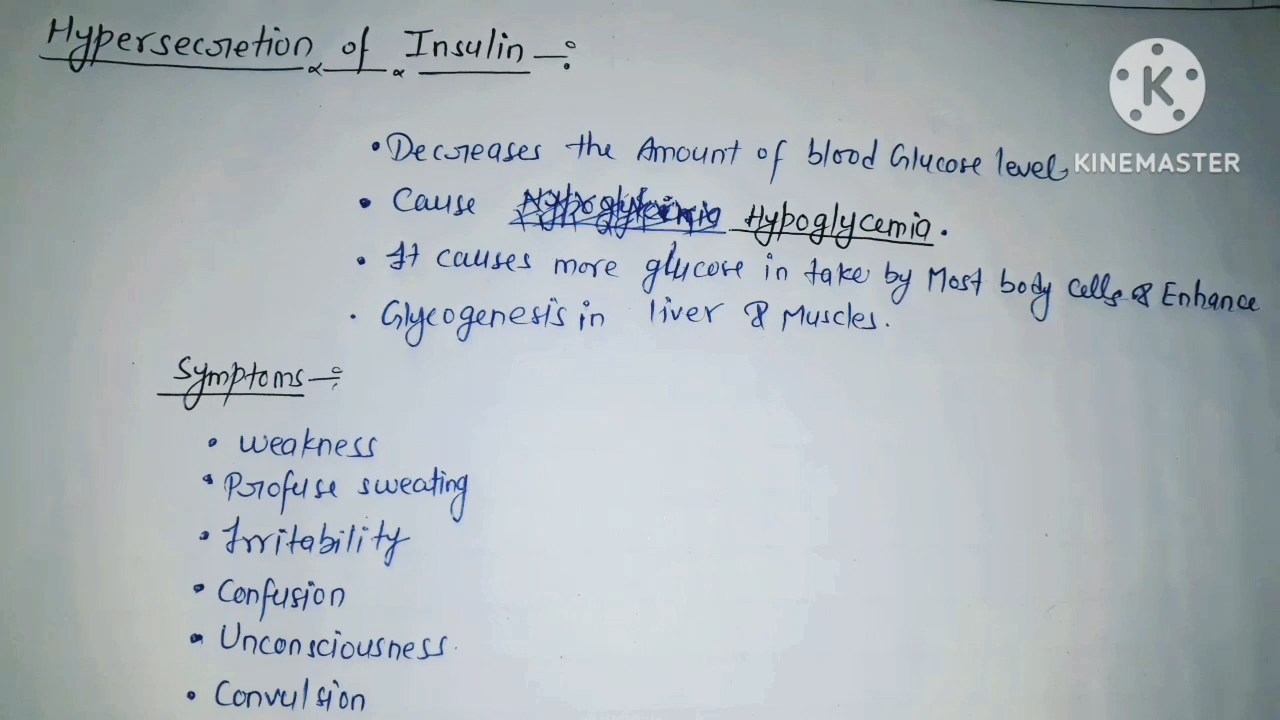 Hypersecretion of Insulin -:
K
• Decreases the Amount of blood Glucose level
KINEMASTER
• Cause Hypoglycemia.
• It causes more glucose in take by Most body cells & Enhance
• Glycogenesis in liver & Muscles.
Symptoms -:
• Weakness
• Profuse sweating
• Irritability
• Confusion
• Unconsciousness.
• Convulsion